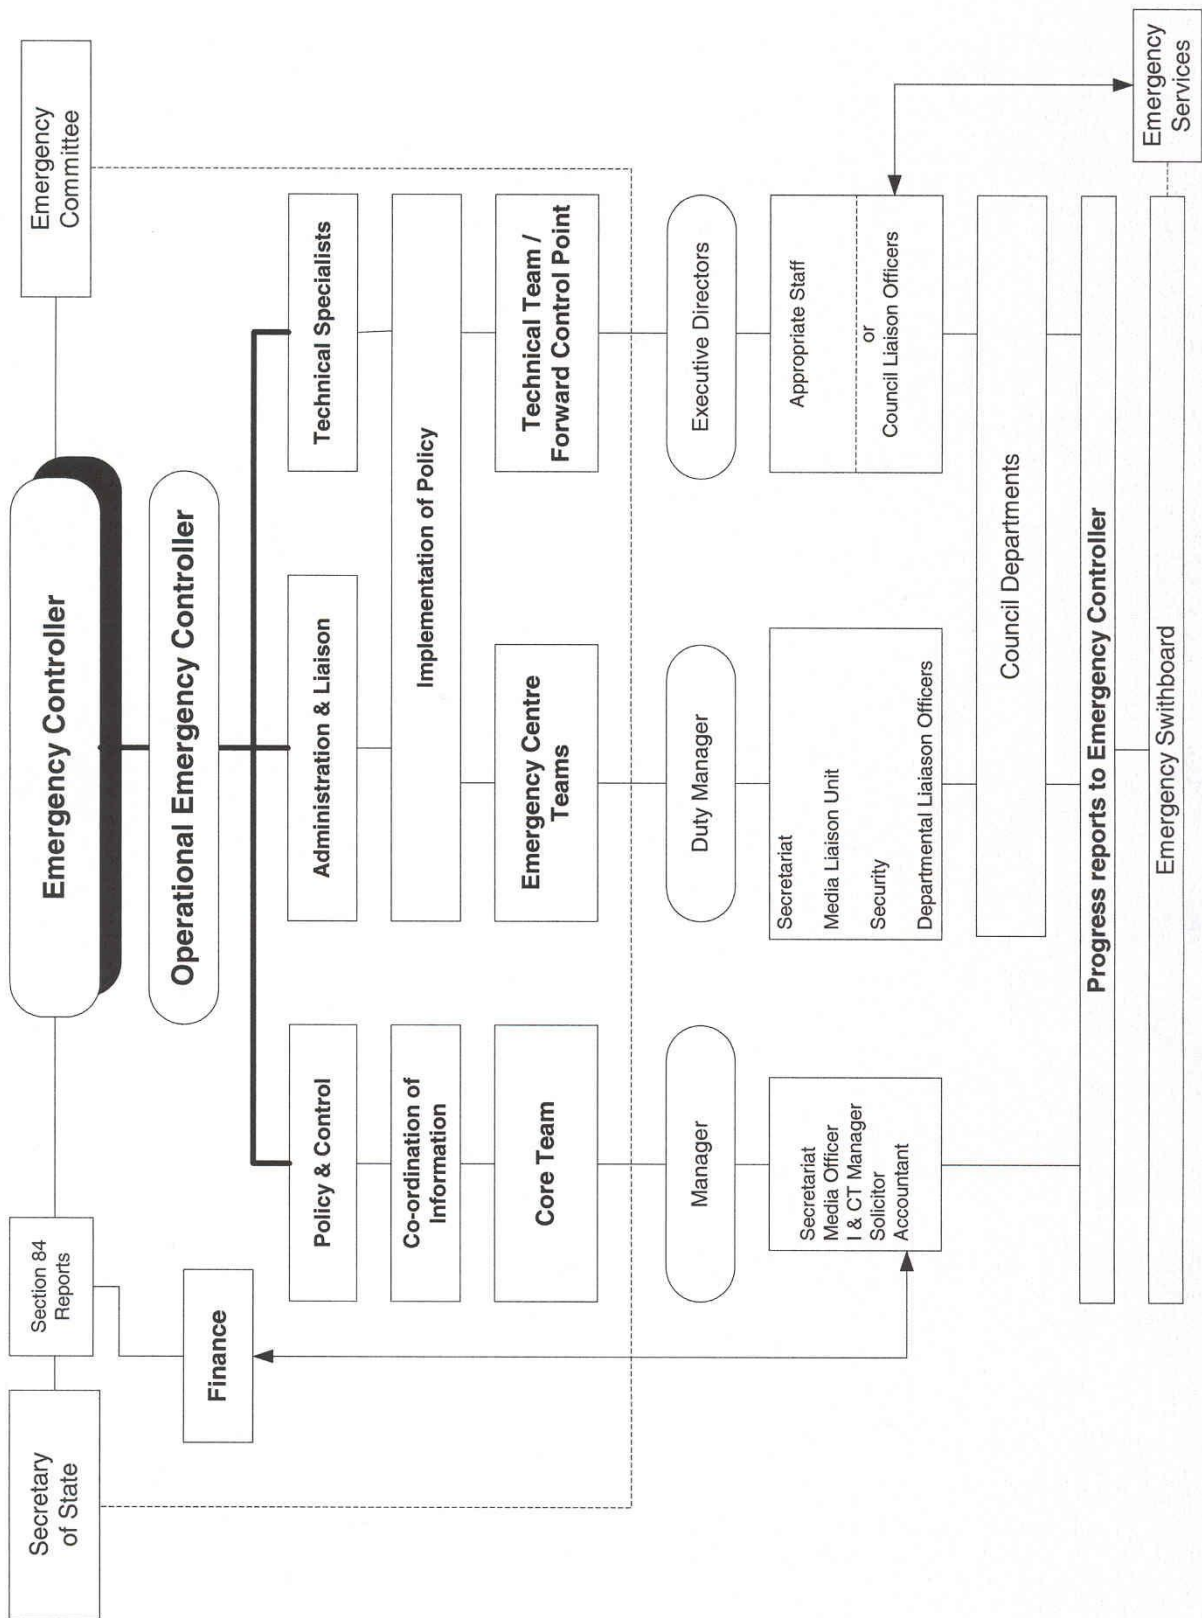 Secretary
of State
Section 84
Reports
Emergency Controller
Emergency
Committee
Finance
Operational Emergency Controller
Policy & Control
Administration & Liaison
Technical Specialists
Co-ordination of
Information
Implementation of Policy
Core Team
Emergency Centre
Teams
Technical Team /
Forward Control Point
Manager
Duty Manager
Executive Directors
Secretariat
Media Officer
I & CT Manager
Solicitor
Accountant
Secretariat
Media Liaison Unit
Security
Departmental Liaiason Officers
Appropriate Staff
or
Council Liaison Officers
Council Departments
Progress reports to Emergency Controller
Emergency Swithboard
Emergency
Services